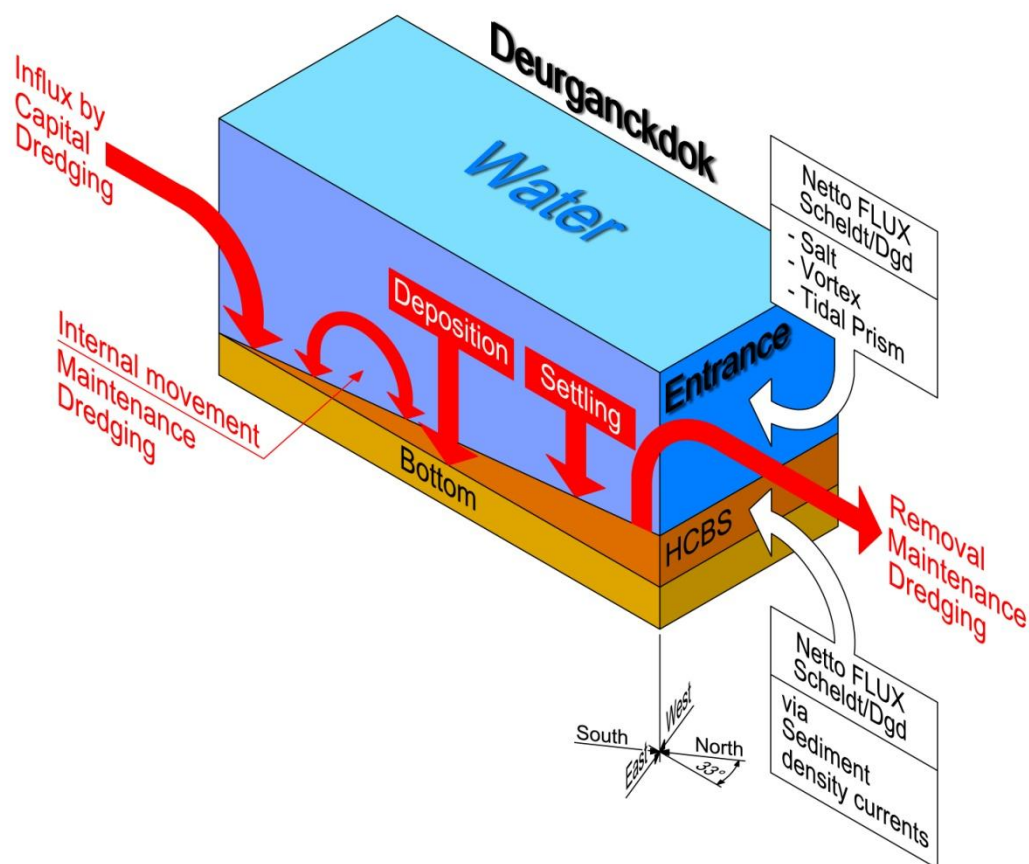 Deurganckdok
Water
Influx by
Capital
Dredging
Netto FLUX
Scheldt/Dgd
- Salt
- Vortex
- Tidal Prism
Deposition
Settling
Entrance
Internal movement
Maintenance
Dredging
Bottom
HCBS
Removal
Maintenance
Dredging
Netto FLUX
Scheldt/Dgd
via
Sediment
density currents
South
West
North
East
33°